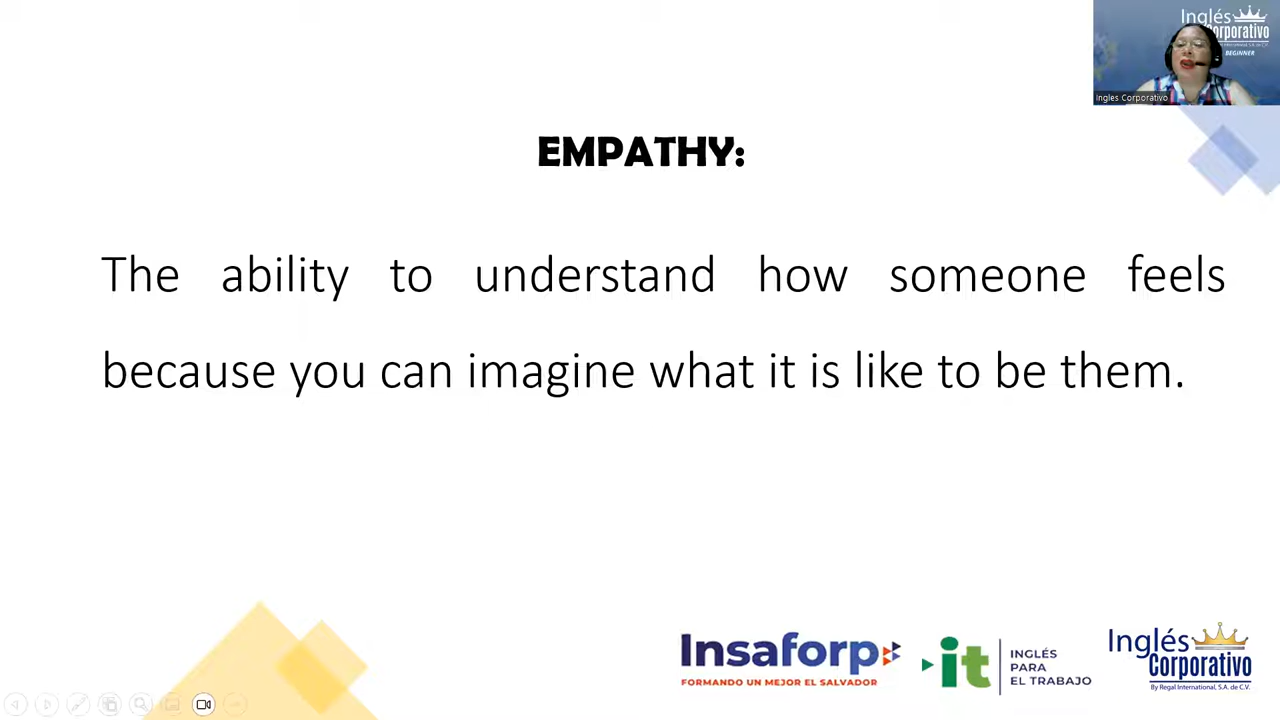 Inglés
Corporativo
BEGINNER
Ingles Corporativo
EMPATHY:
The ability to understand how someone feels
because you can imagine what it is like to be them.
Insaforp
FORMANDO UN MEJOR EL SALVADOR
it
INGLÉS
PARA
EL TRABAJO
Inglés
Corporativo
By Regal International, S.A. de C.V.